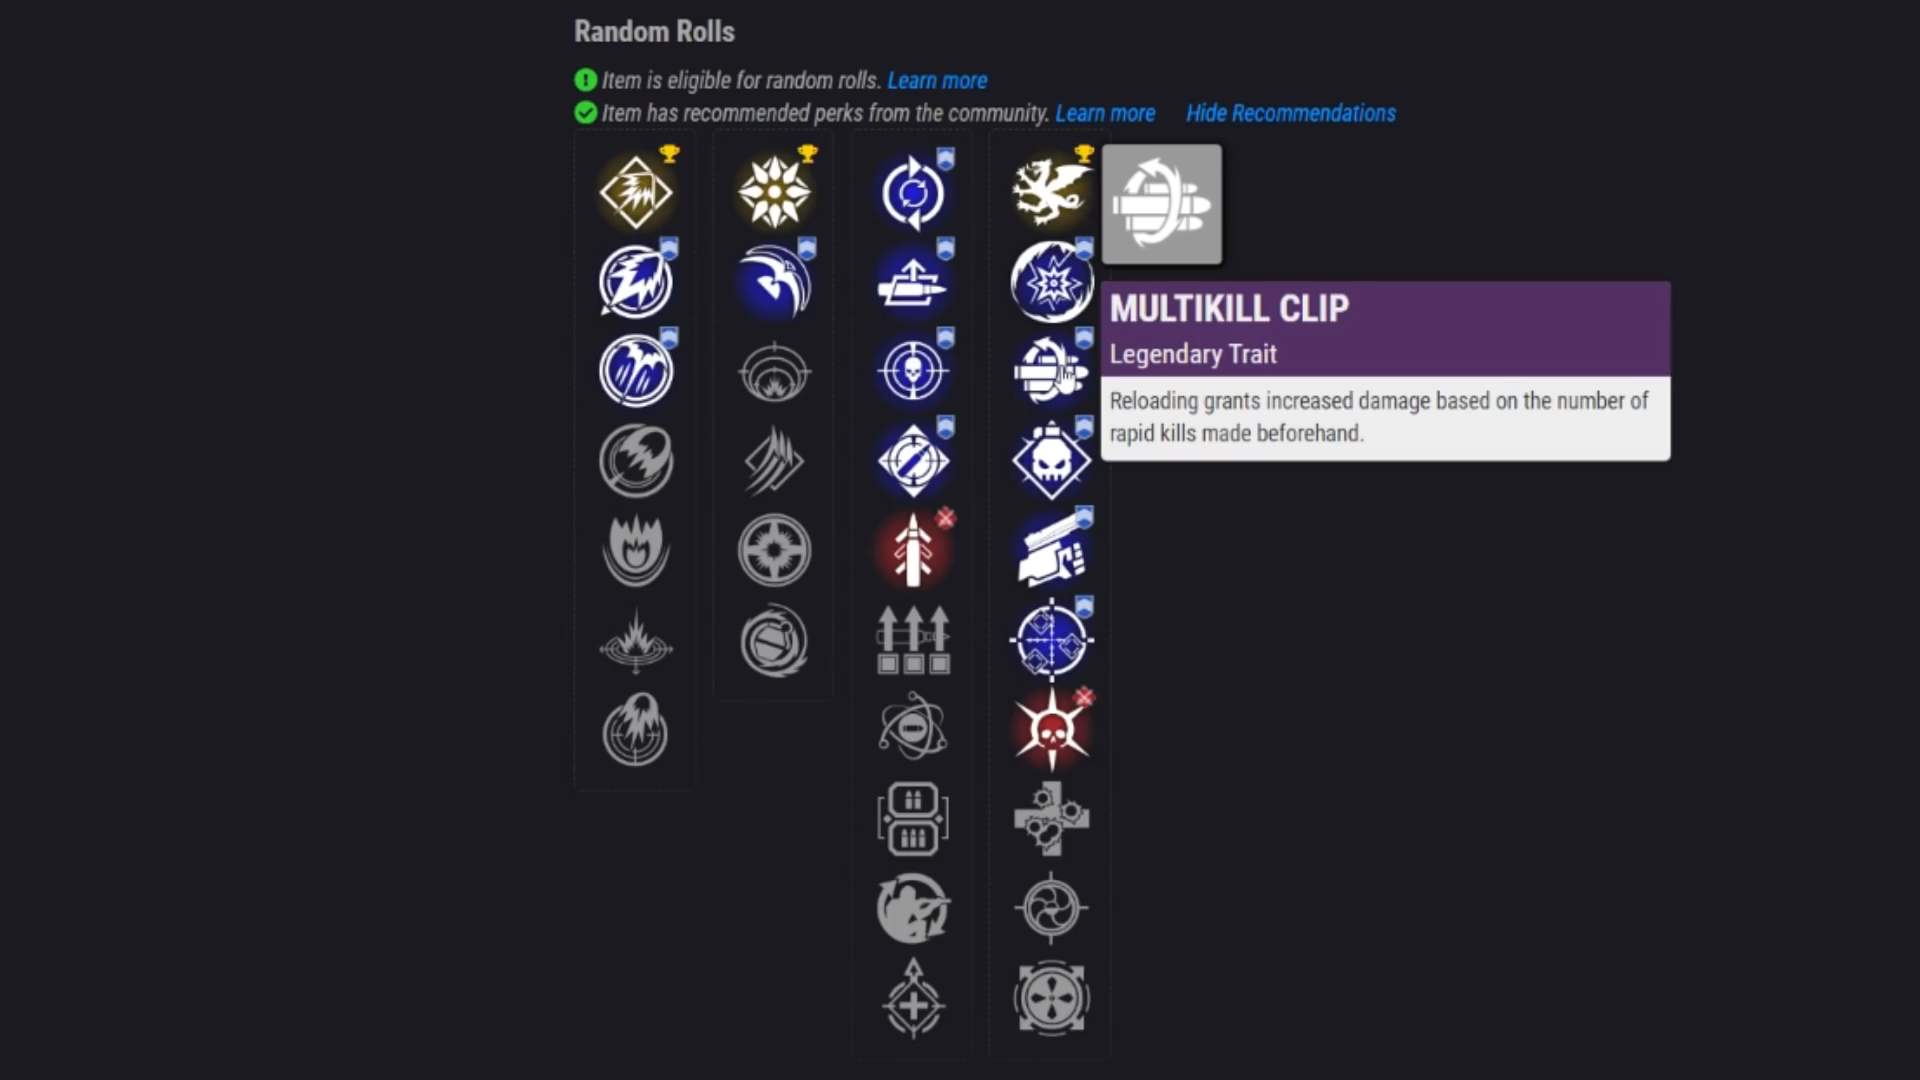 Random Rolls
Item is eligible for random rolls. Learn more
Item has recommended perks from the community. Learn more Hide Recommendations
MULTIKILL CLIP
Legendary Trait
Reloading grants increased damage based on the number of
rapid kills made beforehand.